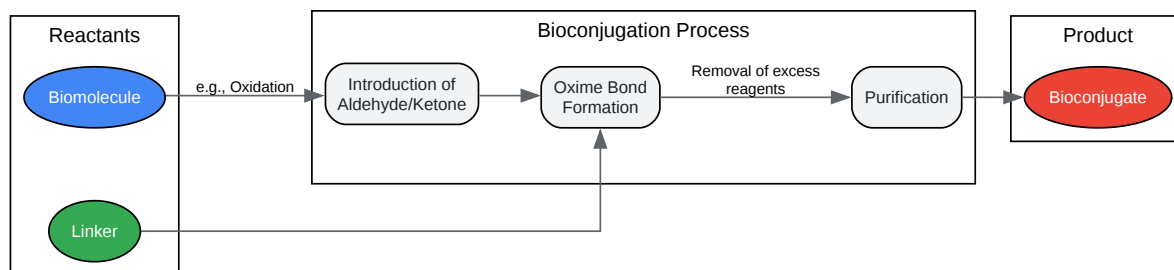 Reactants
Biomolecule
Linker
e.g., Oxidation
Bioconjugation Process
Introduction of
Aldehyde/Ketone
Oxime Bond
Formation
Removal of excess
reagents
Purification
Product
Bioconjugate